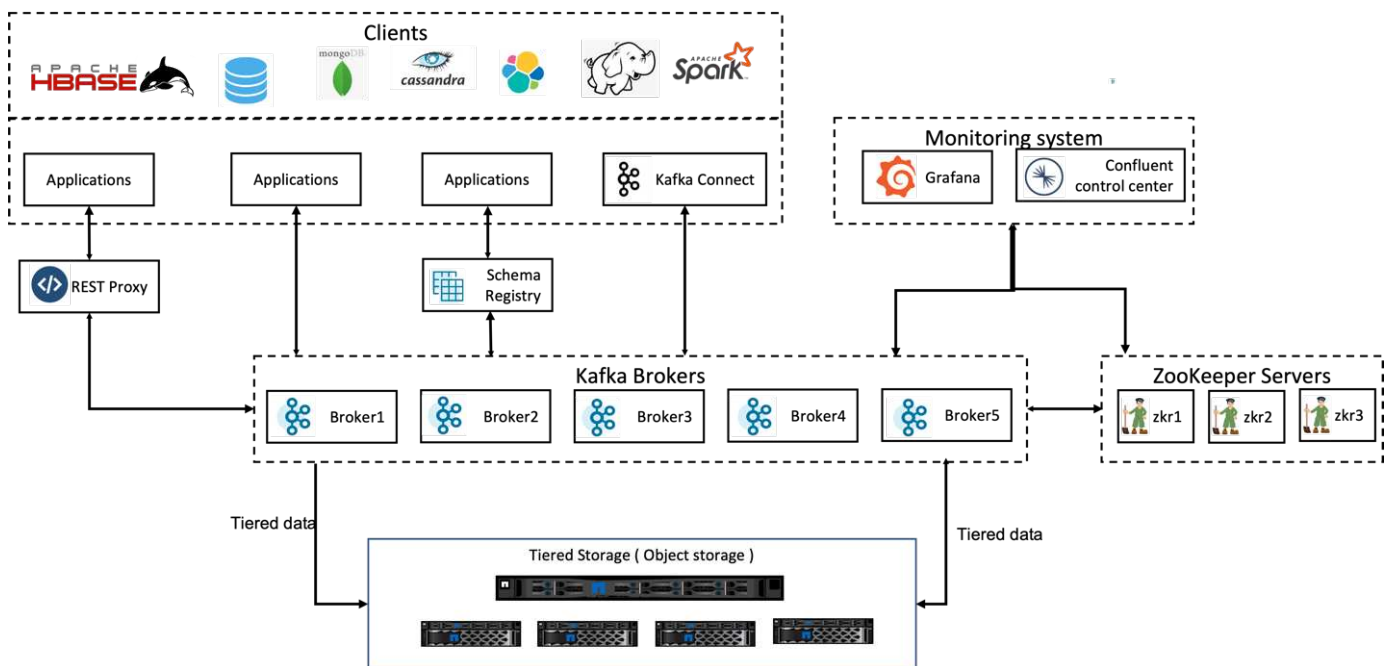 Clients
APACHE
HBASE
mongoDB
cassandra
APACHE
Spark
Monitoring system
Grafana
Confluent
control center
Applications
Applications
Applications
Kafka Connect
REST Proxy
Schema
Registry
Kafka Brokers
Broker1
Broker2
Broker3
Broker4
Broker5
ZooKeeper Servers
zkr1
zkr2
zkr3
Tiered data
Tiered data
Tiered Storage ( Object storage )